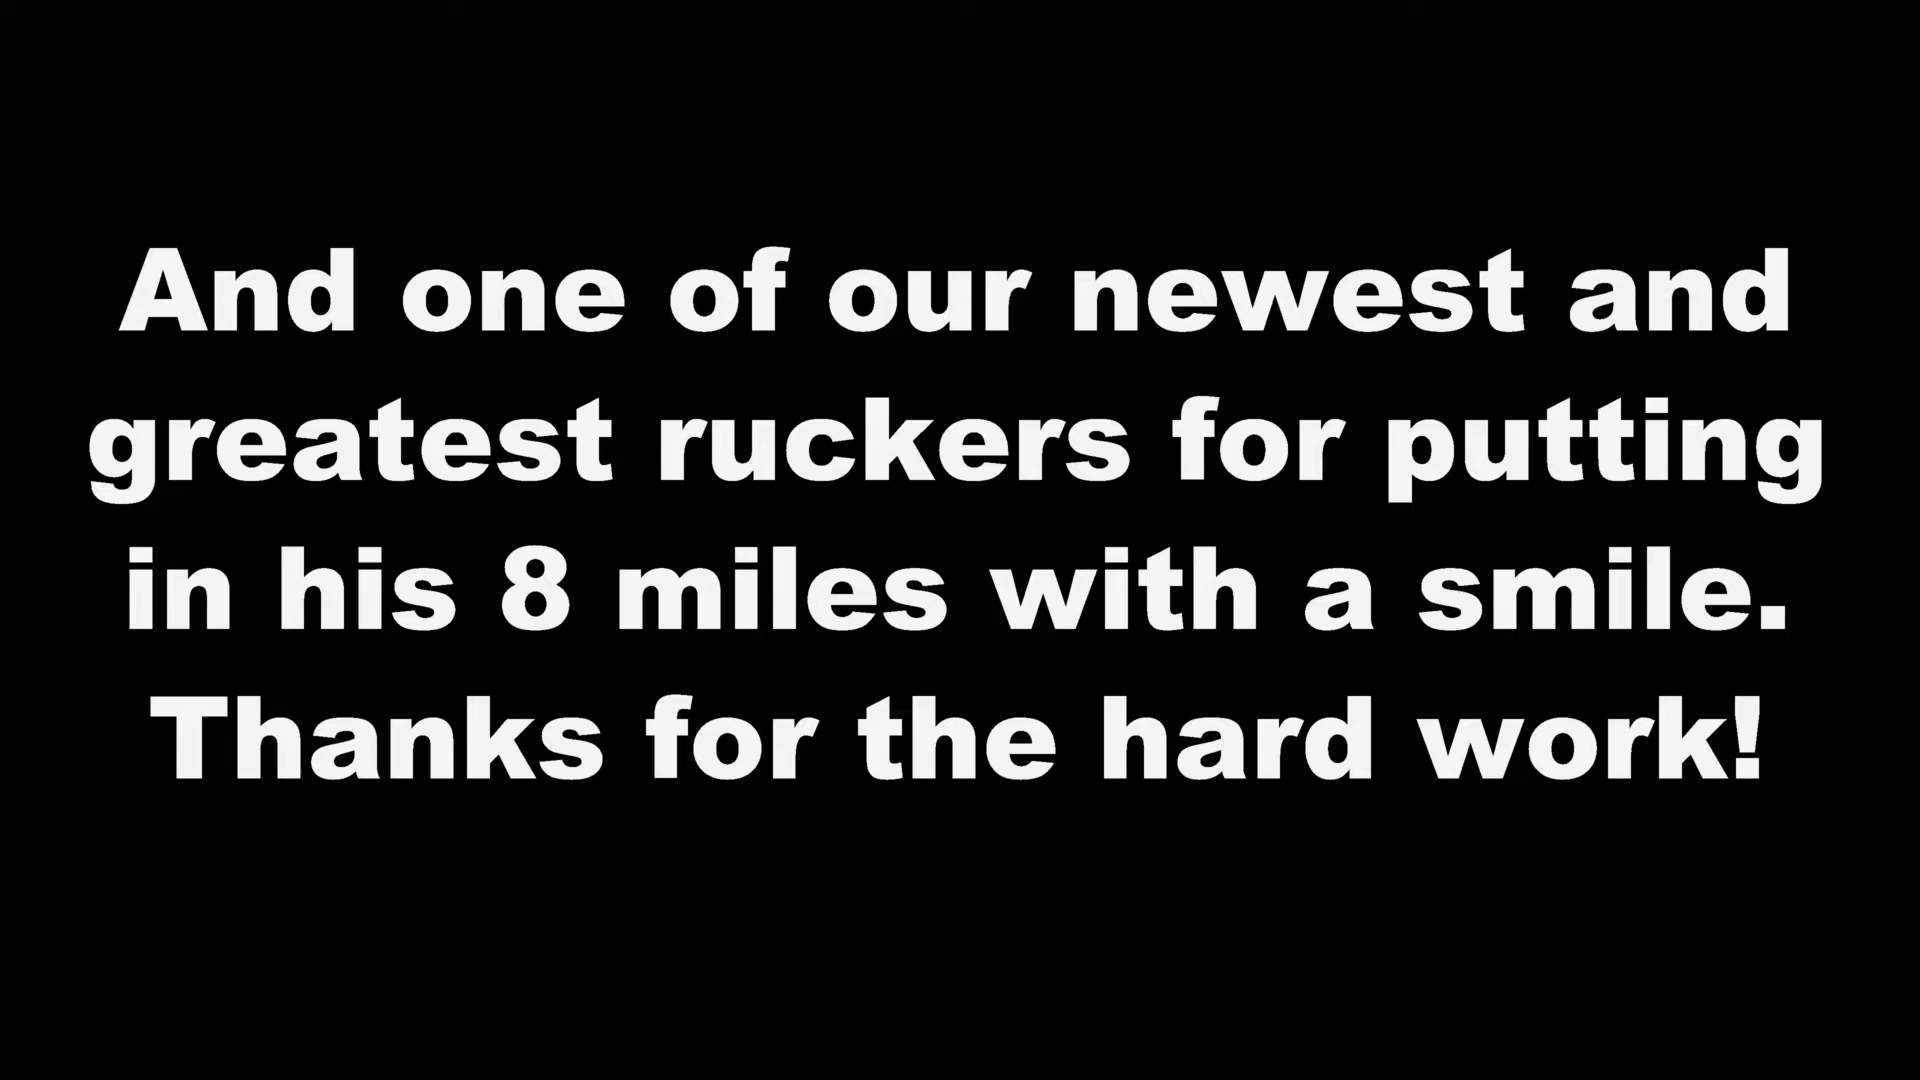 And one of our newest and
greatest ruckers for putting
in his 8 miles with a smile.
Thanks for the hard work!